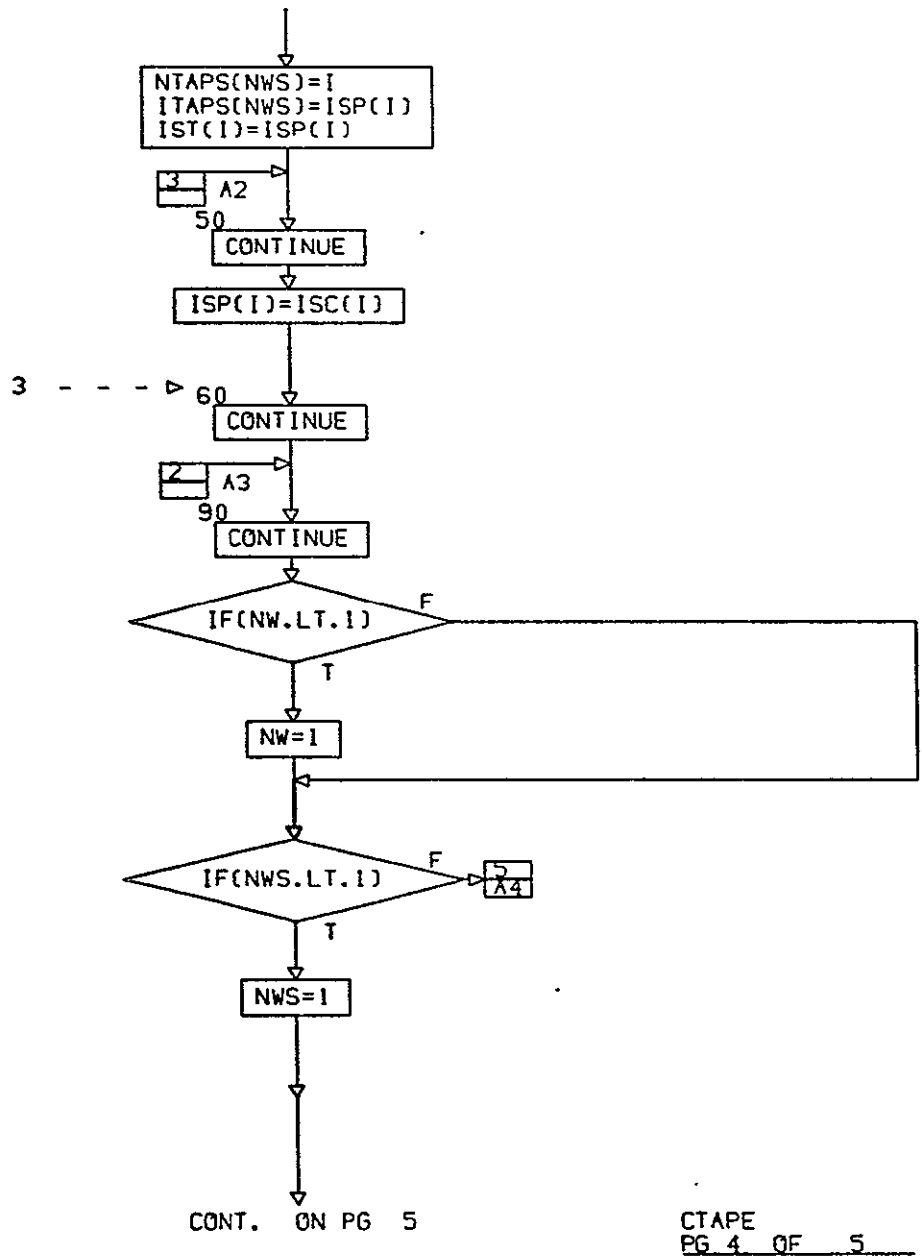 NTAPS(NWS)=I
ITAPS(NWS)=ISP(I)
IST(I)=ISP(I)
3
A2
50
CONTINUE
ISP(I)=ISC(I)
3
60
CONTINUE
2
A3
90
CONTINUE
IF(NW.LT.1)
F
T
NW=1
IF(NWS.LT.1)
F
5
A4
T
NWS=1
CONT. ON PG 5
CTAPE
PG 4 OF 5